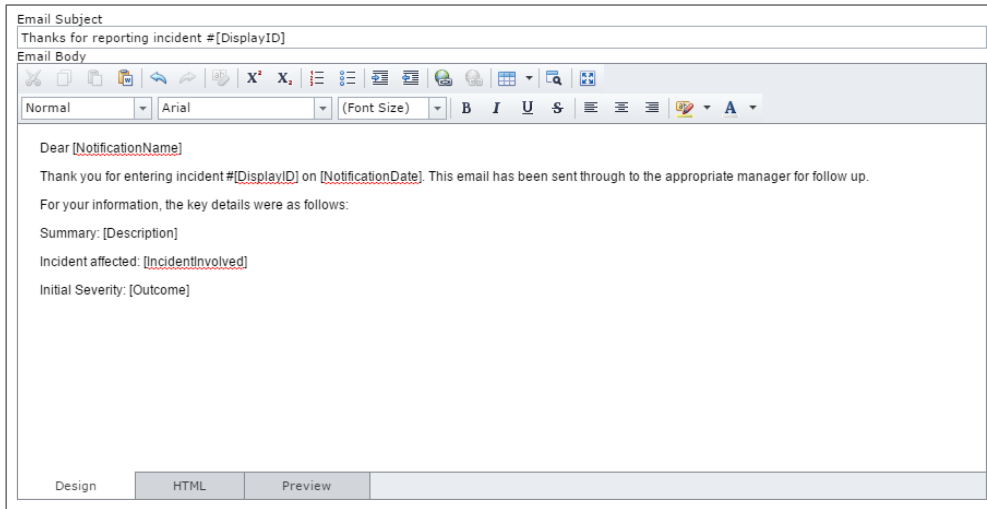 Email Subject
Thanks for reporting incident #[DisplayID]
Email Body
Normal Arial (Font Size) B I U S A
Dear [NotificationName]
Thank you for entering incident #[DisplayID] on [NotificationDate]. This email has been sent through to the appropriate manager for follow up.
For your information, the key details were as follows:
Summary: [Description]
Incident affected: [IncidentInvolved]
Initial Severity: [Outcome]
Design HTML Preview